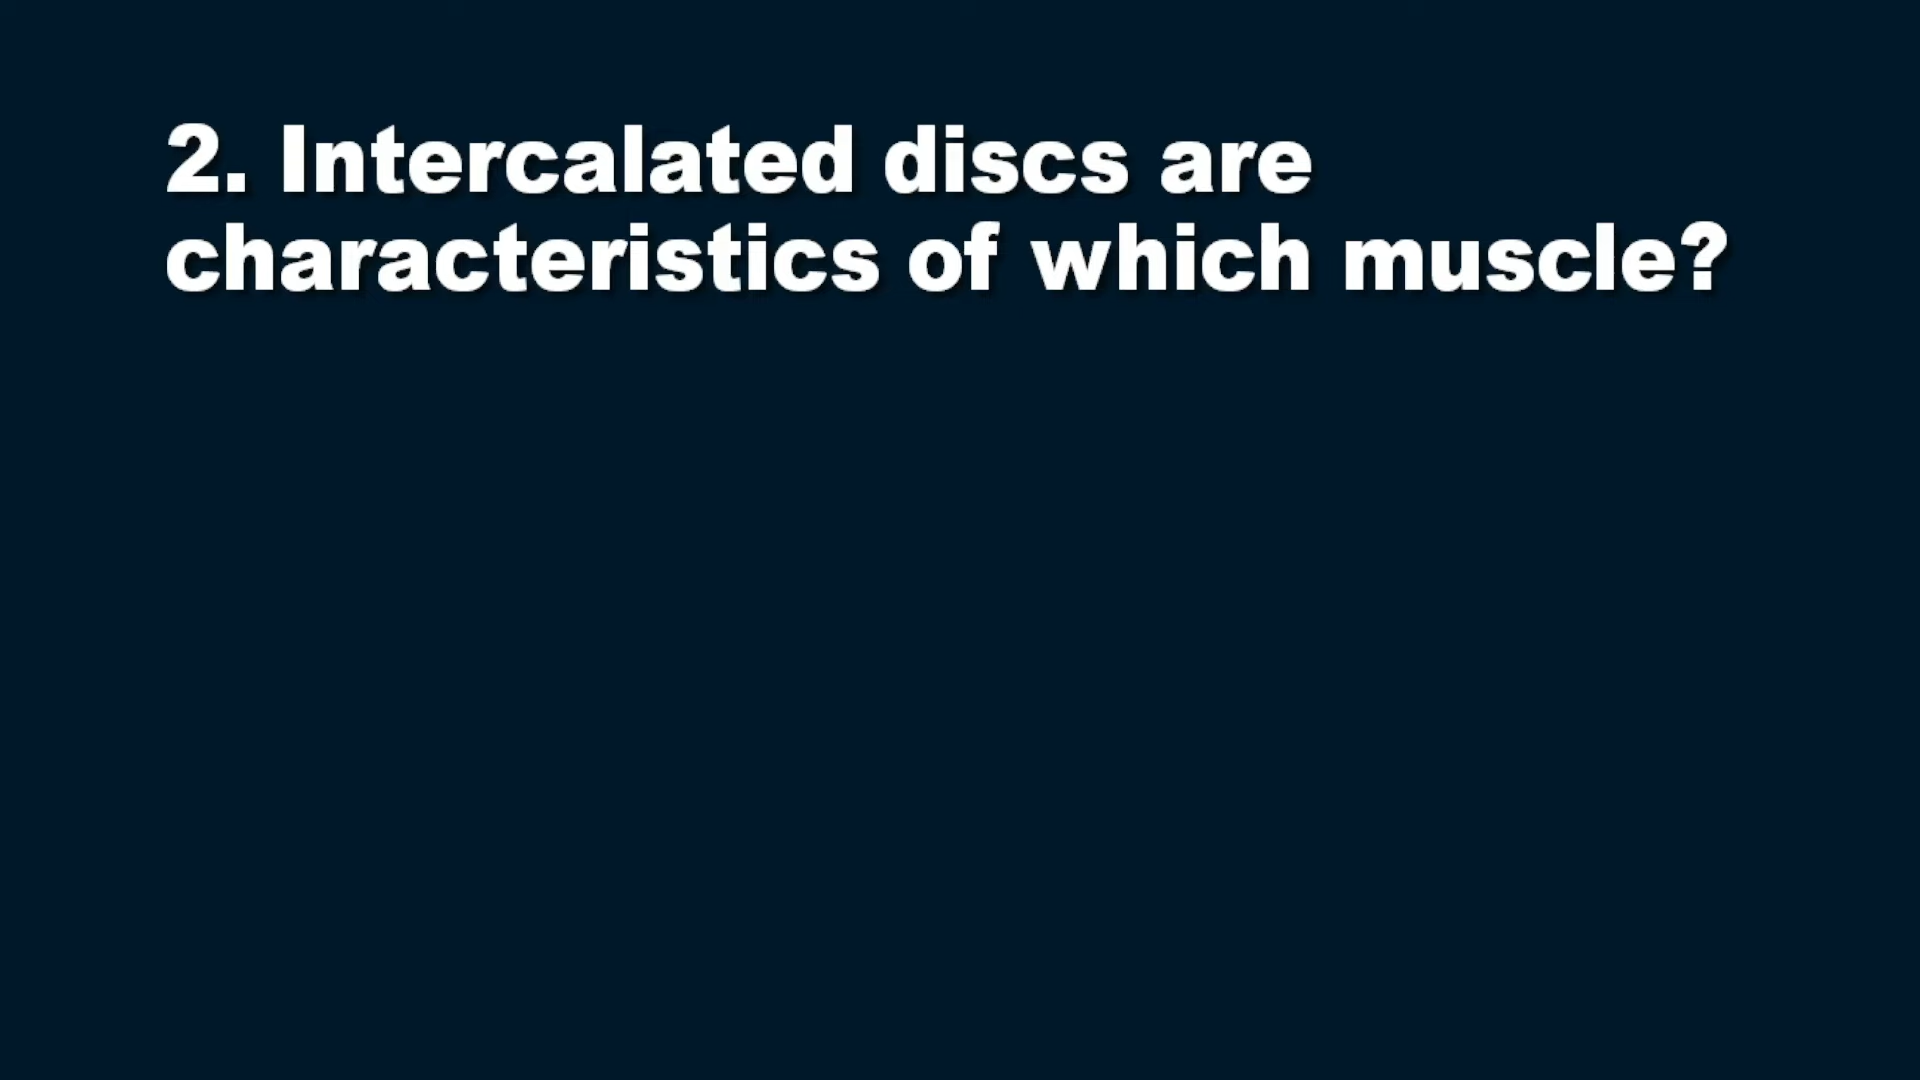 2. Intercalated discs are
characteristics of which muscle?